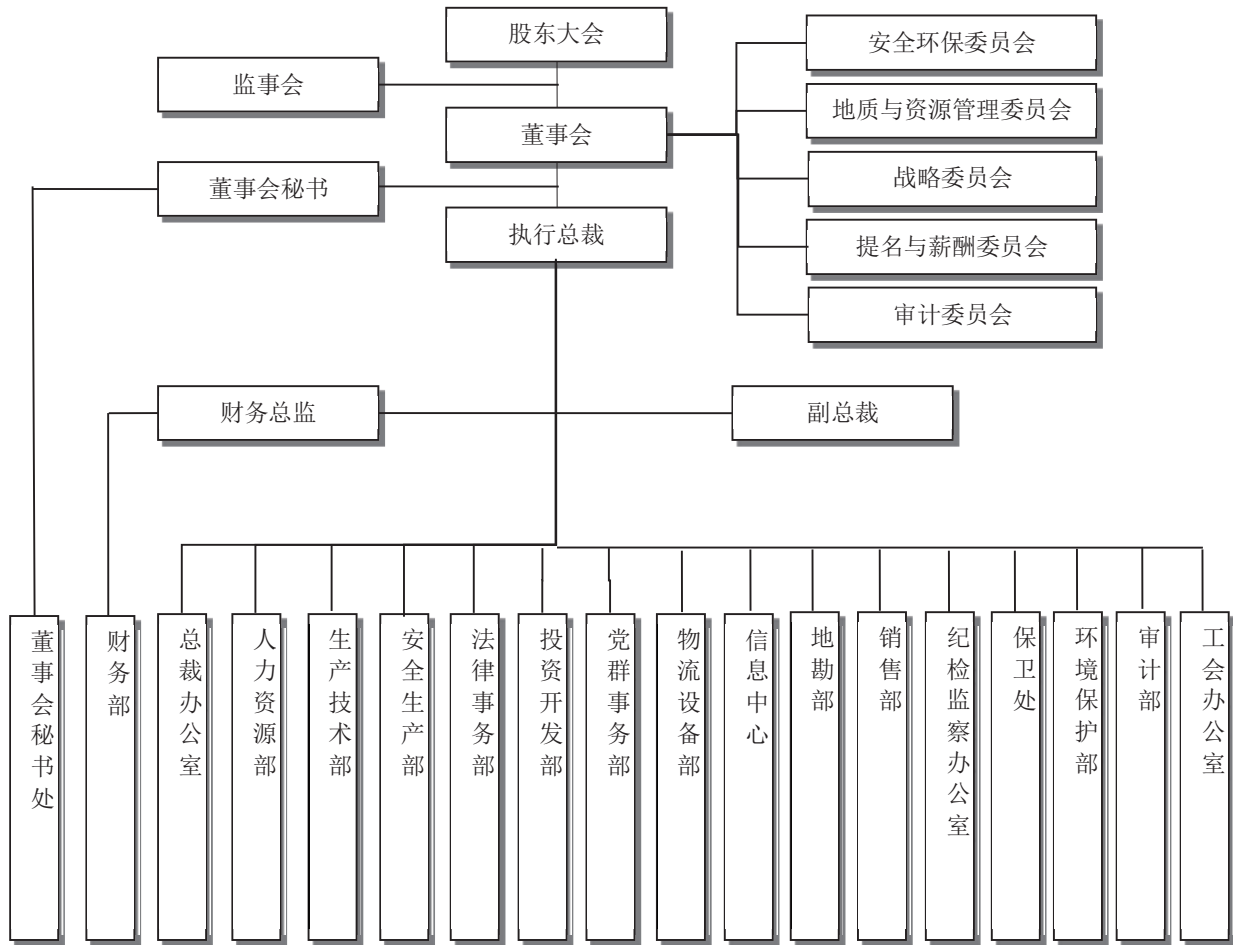 股东大会
安全环保委员会
监事会
地质与资源管理委员会
董事会
战略委员会
董事会秘书
执行总裁
提名与薪酬委员会
审计委员会
财务总监
副总裁
董事会秘书处
财务部
总裁办公室
人力资源部
生产技术部
安全生产部
法律事务部
投资开发部
党群事务部
物流设备部
信息中心
地勘部
销售部
纪检监察办公室
保卫处
环境保护部
审计部
工会办公室